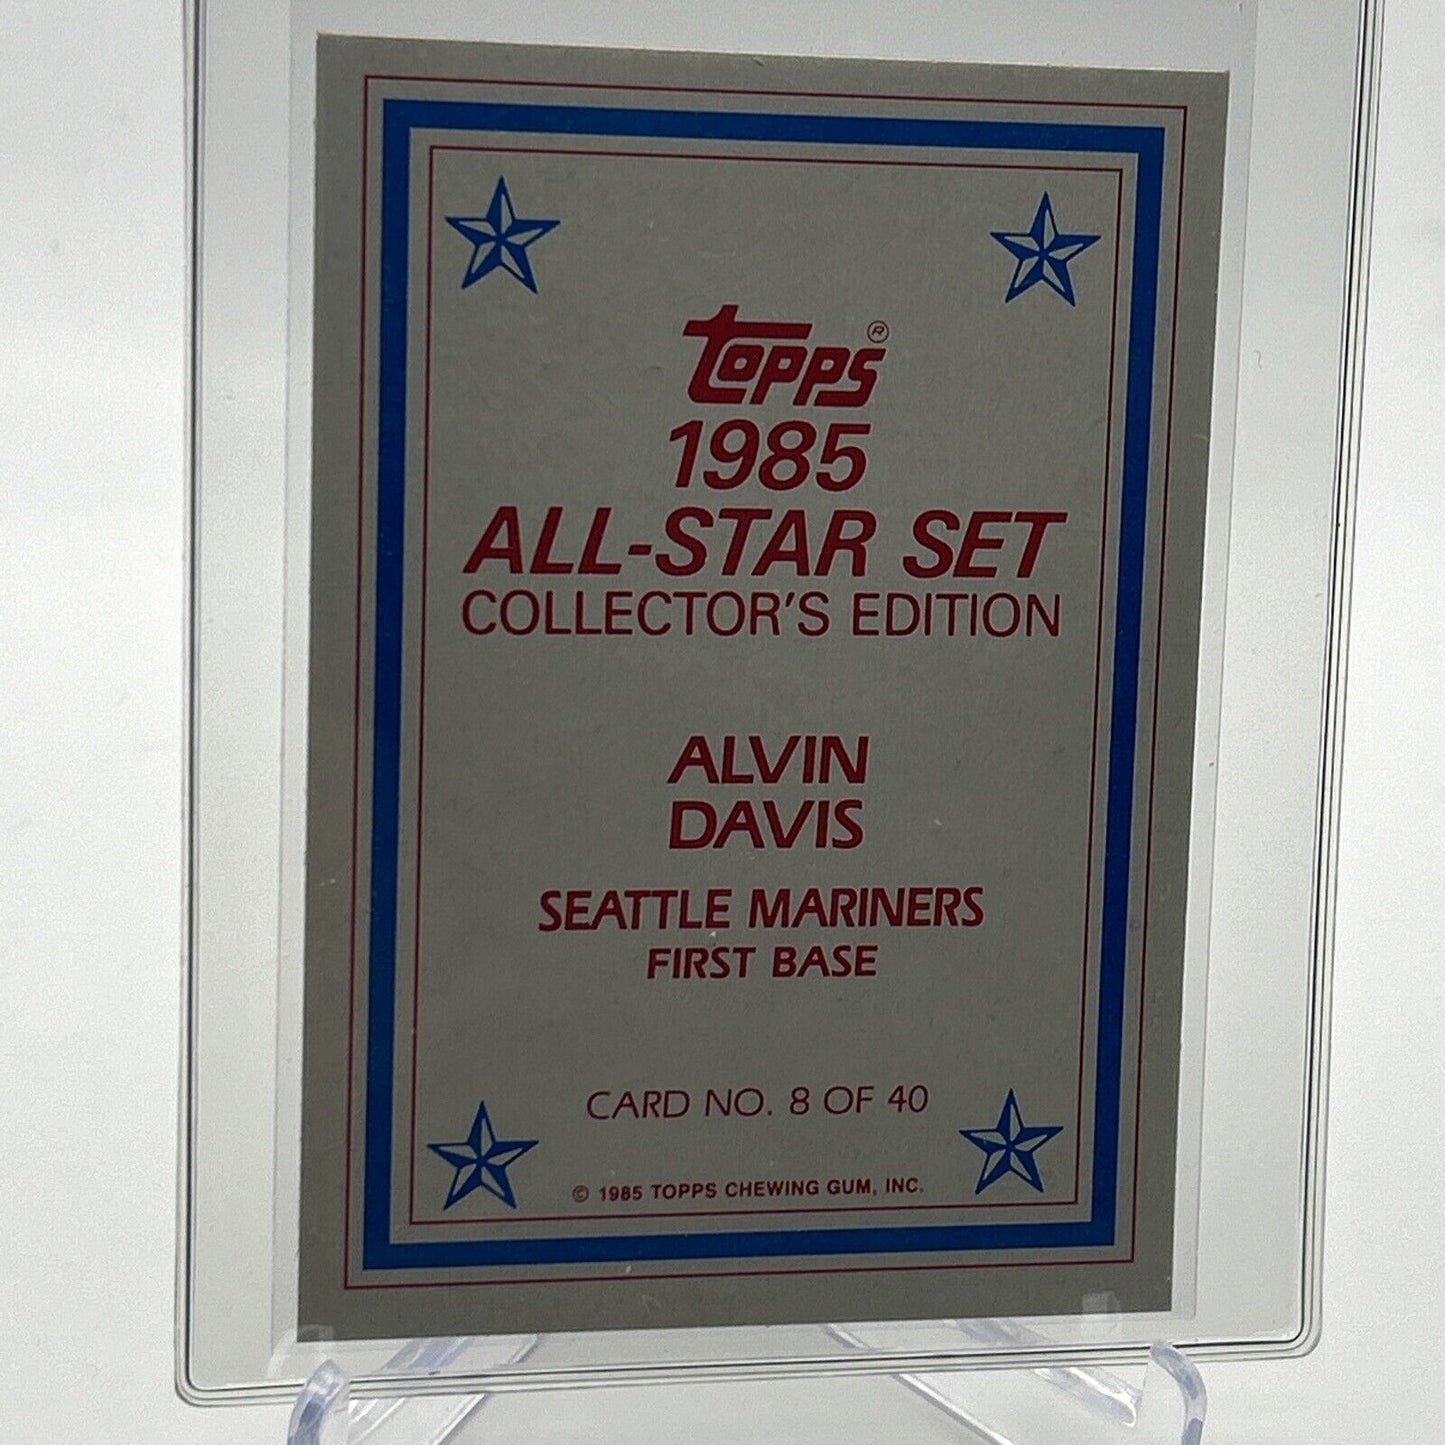 Topps®
1985
ALL-STAR SET
COLLECTOR'S EDITION
ALVIN
DAVIS
SEATTLE MARINERS
FIRST BASE
CARD NO. 8 OF 40
© 1985 TOPPS CHEWING GUM, INC.